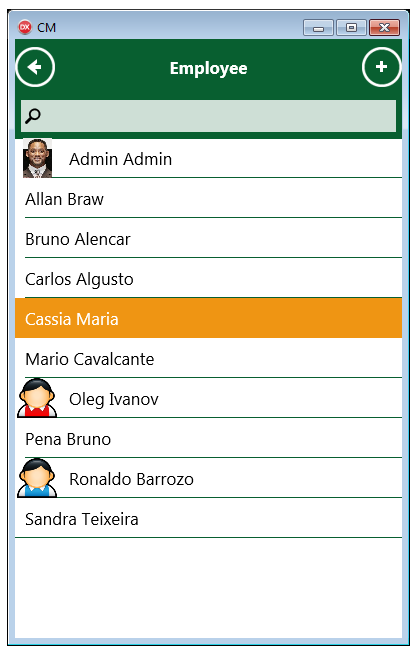 DX CM
Employee
Admin Admin
Allan Braw
Bruno Alencar
Carlos Algusto
Cassia Maria
Mario Cavalcante
Oleg Ivanov
Pena Bruno
Ronaldo Barrozo
Sandra Teixeira